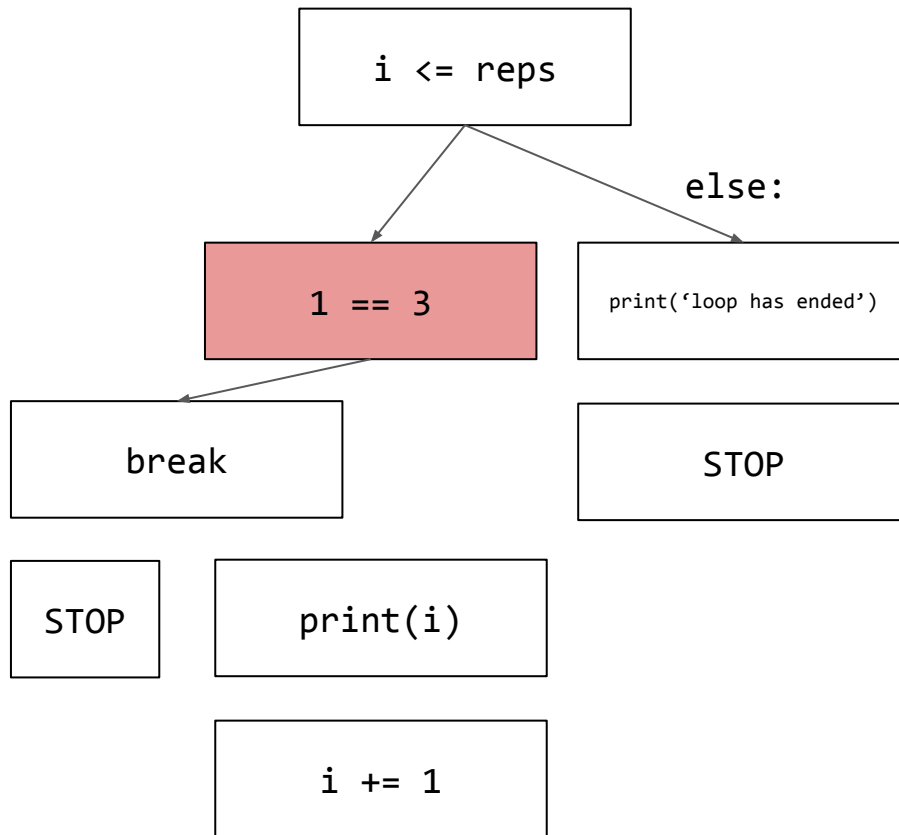 i <= reps
else:
1 == 3
print(‘loop has ended’)
break
STOP
STOP
print(i)
i += 1